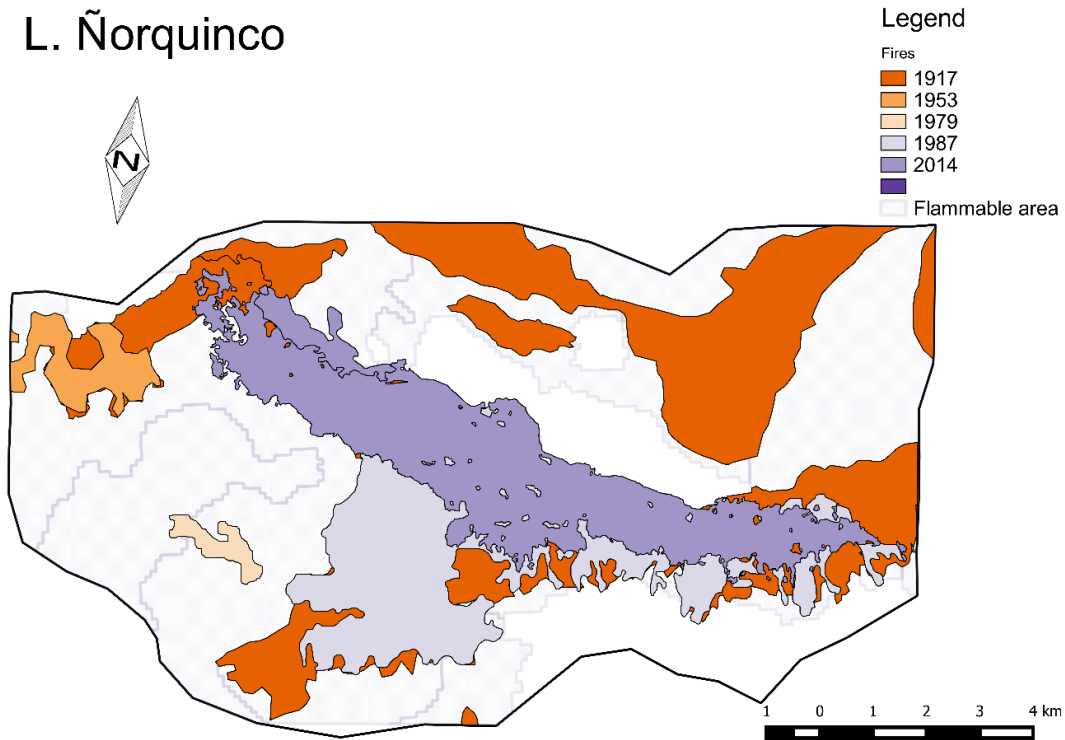 L. Ñorquinco
Legend
Fires
1917
1953
1979
1987
2014
Flammable area
N
1 0 1 2 3 4 km